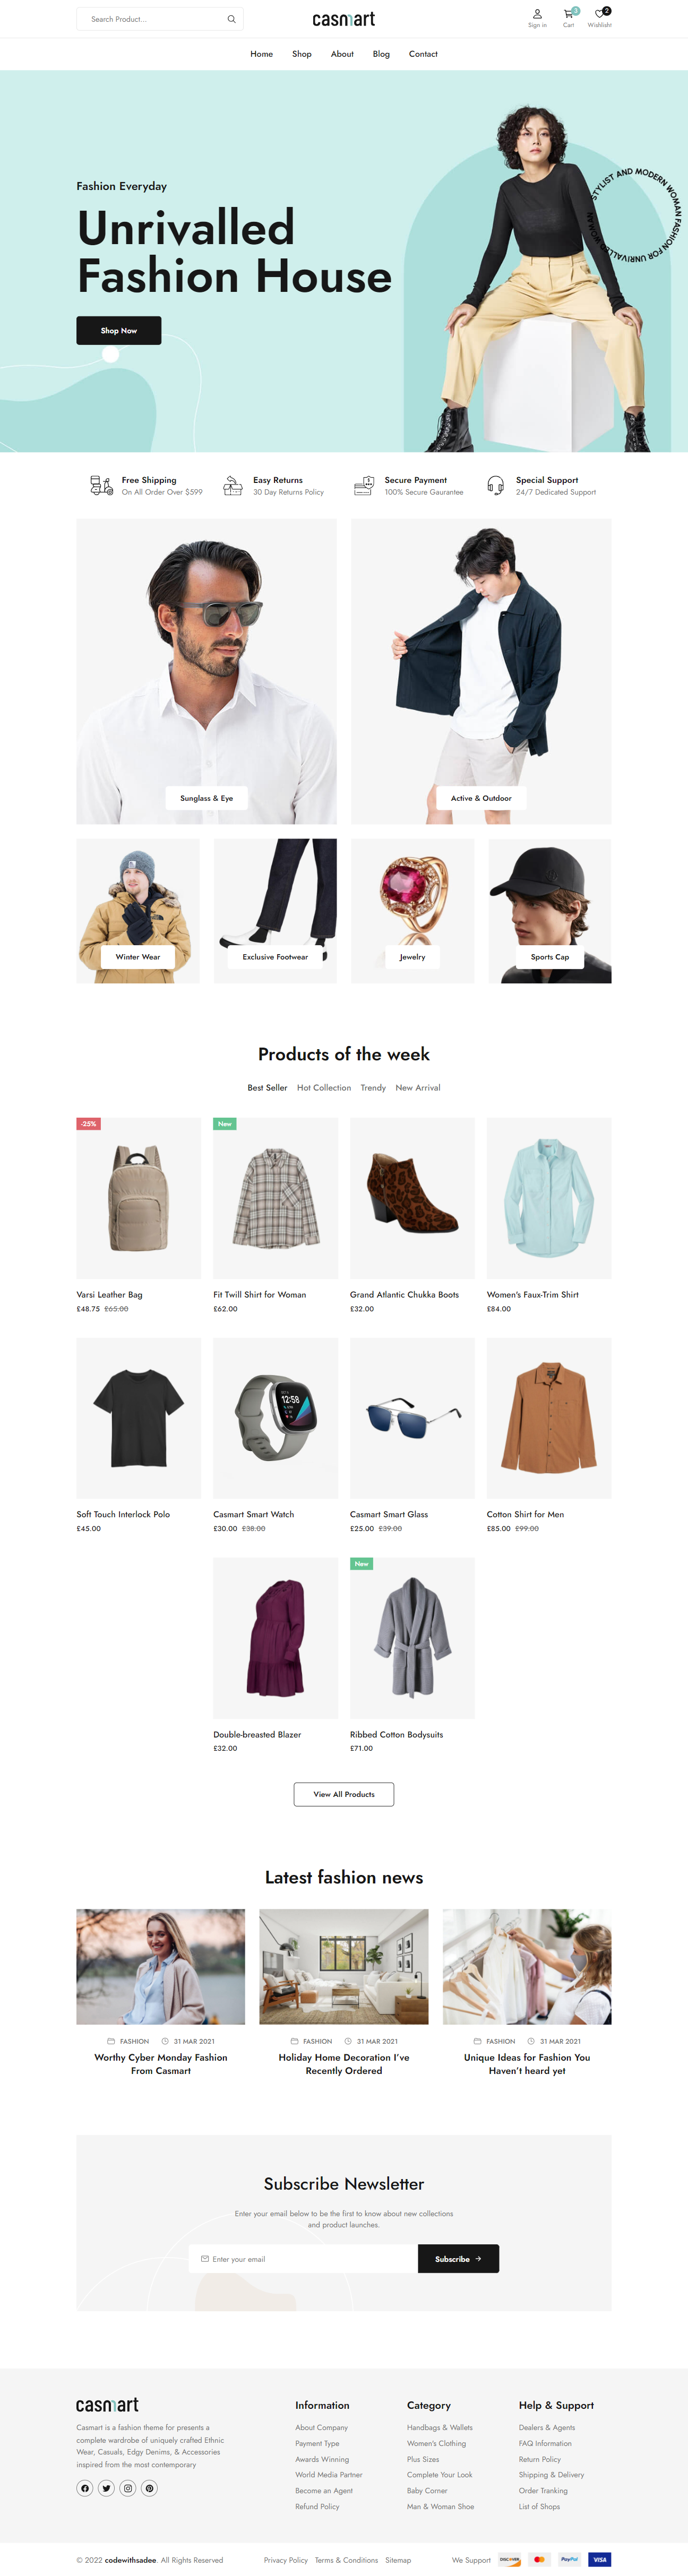 Search Product...
casmart
Sign in
3
Cart
2
Wishlisht
Home Shop About Blog Contact
Fashion Everyday
Unrivalled
Fashion House
Shop Now
STYLIST AND MODERN WOMAN FASHION FOR UNRIVALLED WOMAN
Free Shipping
On All Order Over $599
Easy Returns
30 Day Returns Policy
Secure Payment
100% Secure Gaurantee
Special Support
24/7 Dedicated Support
Sunglass & Eye
Active & Outdoor
Winter Wear
Exclusive Footwear
Jewelry
Sports Cap
Products of the week
Best Seller Hot Collection Trendy New Arrival
-25%
Varsi Leather Bag
£48.75 £65.00
New
Fit Twill Shirt for Woman
£62.00
Grand Atlantic Chukka Boots
£32.00
Women's Faux-Trim Shirt
£84.00
Soft Touch Interlock Polo
£45.00
12:58
Casmart Smart Watch
£30.00 £38.00
Casmart Smart Glass
£25.00 £39.00
Cotton Shirt for Men
£85.00 £99.00
Double-breasted Blazer
£32.00
New
Ribbed Cotton Bodysuits
£71.00
View All Products
Latest fashion news
FASHION 31 MAR 2021
Worthy Cyber Monday Fashion
From Casmart
FASHION 31 MAR 2021
Holiday Home Decoration I've
Recently Ordered
FASHION 31 MAR 2021
Unique Ideas for Fashion You
Haven't heard yet
Subscribe Newsletter
Enter your email below to be the first to know about new collections
and product launches.
Enter your email
Subscribe
casmart
Casmart is a fashion theme for presents a
complete wardrobe of uniquely crafted Ethnic
Wear, Casuals, Edgy Denims, & Accessories
inspired from the most contemporary
Information
About Company
Payment Type
Awards Winning
World Media Partner
Become an Agent
Refund Policy
Category
Handbags & Wallets
Women's Clothing
Plus Sizes
Complete Your Look
Baby Corner
Man & Woman Shoe
Help & Support
Dealers & Agents
FAQ Information
Return Policy
Shipping & Delivery
Order Tranking
List of Shops
© 2022 codewithsadee. All Rights Reserved
Privacy Policy Terms & Conditions Sitemap
We Support
DISCOVER
PayPal
VISA